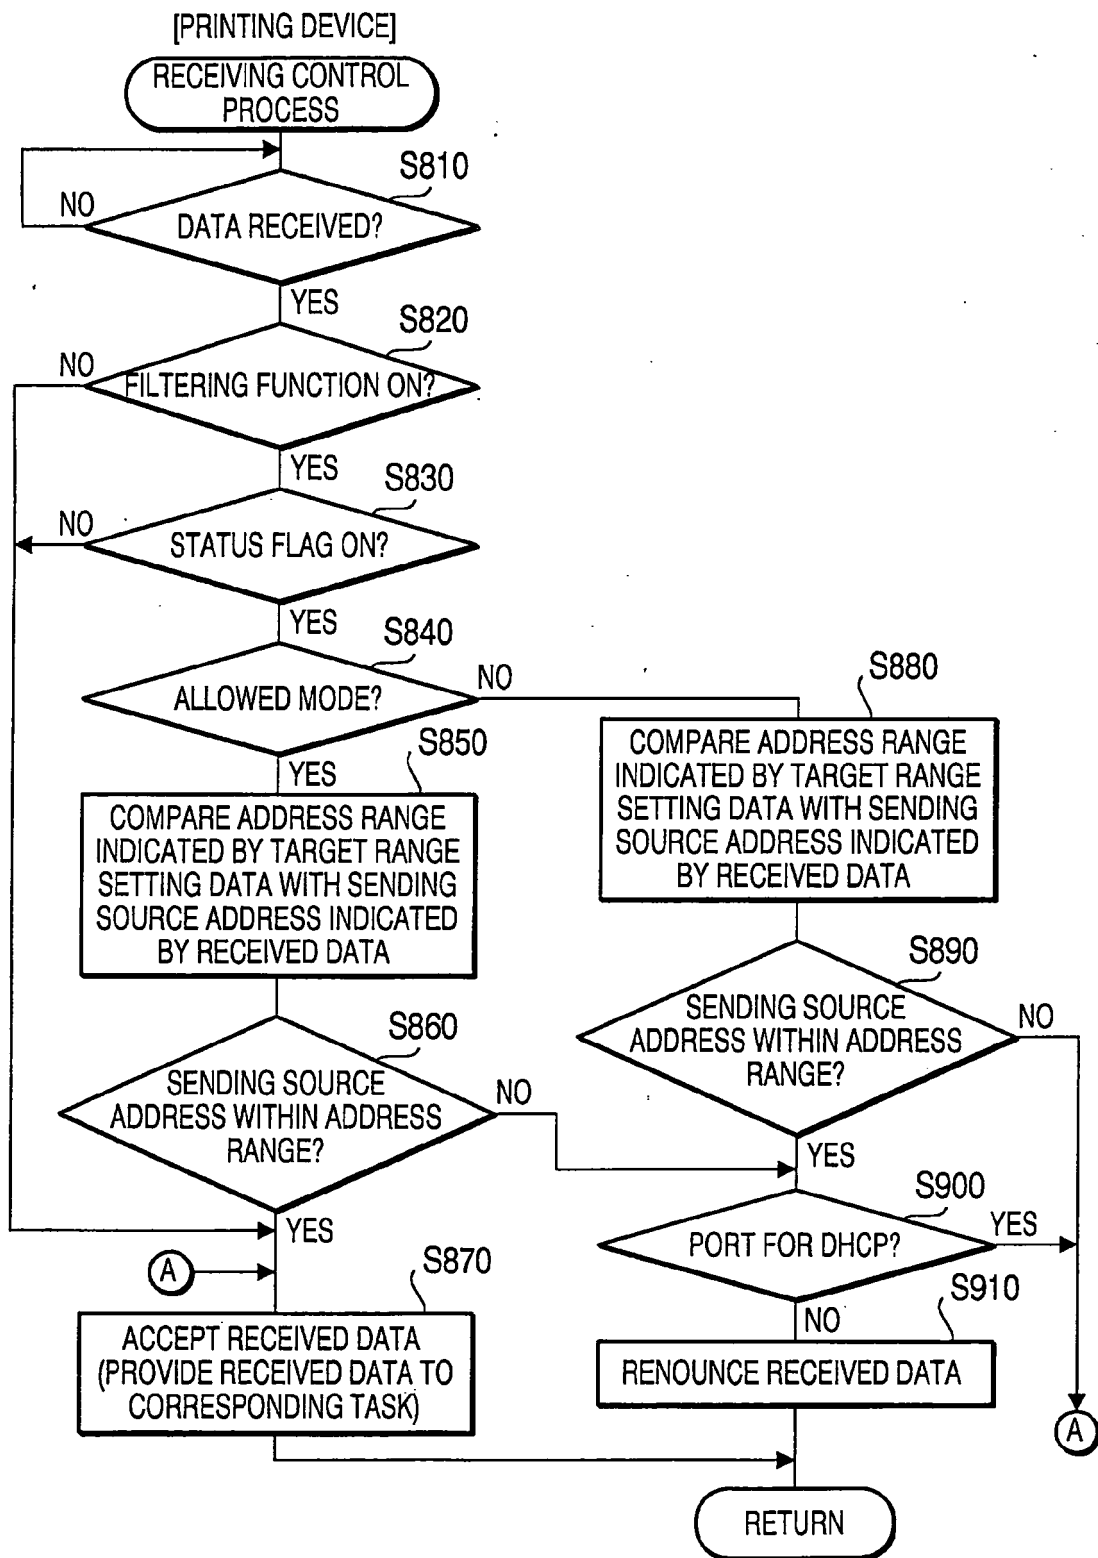 [PRINTING DEVICE]
RECEIVING CONTROL
PROCESS
S810
NO
DATA RECEIVED?
YES
S820
NO
FILTERING FUNCTION ON?
YES
S830
NO
STATUS FLAG ON?
YES
S840
ALLOWED MODE?
NO
S850
YES
COMPARE ADDRESS RANGE
INDICATED BY TARGET RANGE
SETTING DATA WITH SENDING
SOURCE ADDRESS INDICATED
BY RECEIVED DATA
S860
SENDING SOURCE
ADDRESS WITHIN ADDRESS
RANGE?
NO
YES
S880
COMPARE ADDRESS RANGE
INDICATED BY TARGET RANGE
SETTING DATA WITH SENDING
SOURCE ADDRESS INDICATED
BY RECEIVED DATA
S890
SENDING SOURCE
ADDRESS WITHIN ADDRESS
RANGE?
NO
YES
S900
PORT FOR DHCP?
YES
NO
S910
RENOUNCE RECEIVED DATA
A
A
S870
ACCEPT RECEIVED DATA
(PROVIDE RECEIVED DATA TO
CORRESPONDING TASK)
RETURN